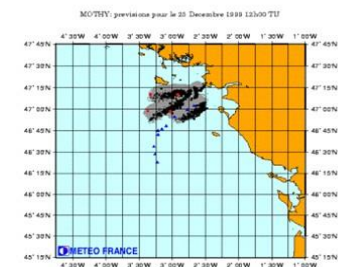 MOTHY: previsions pour le 25 Decembre 1999 12h00 TU
4°30'W 4°00'W 3°30'W 3°00'W 2°30'W 2°00'W 1°30'W 1°00'W
47°45'N 47°45'N
47°30'N 47°30'N
47°15'N 47°15'N
47°00'N 47°00'N
46°45'N 46°45'N
46°30'N 46°30'N
46°15'N 46°15'N
46°00'N 46°00'N
45°45'N 45°45'N
45°30'N 45°30'N
METEO FRANCE
45°15'N 45°15'N
4°30'W 4°00'W 3°30'W 3°00'W 2°30'W 2°00'W 1°30'W 1°00'W